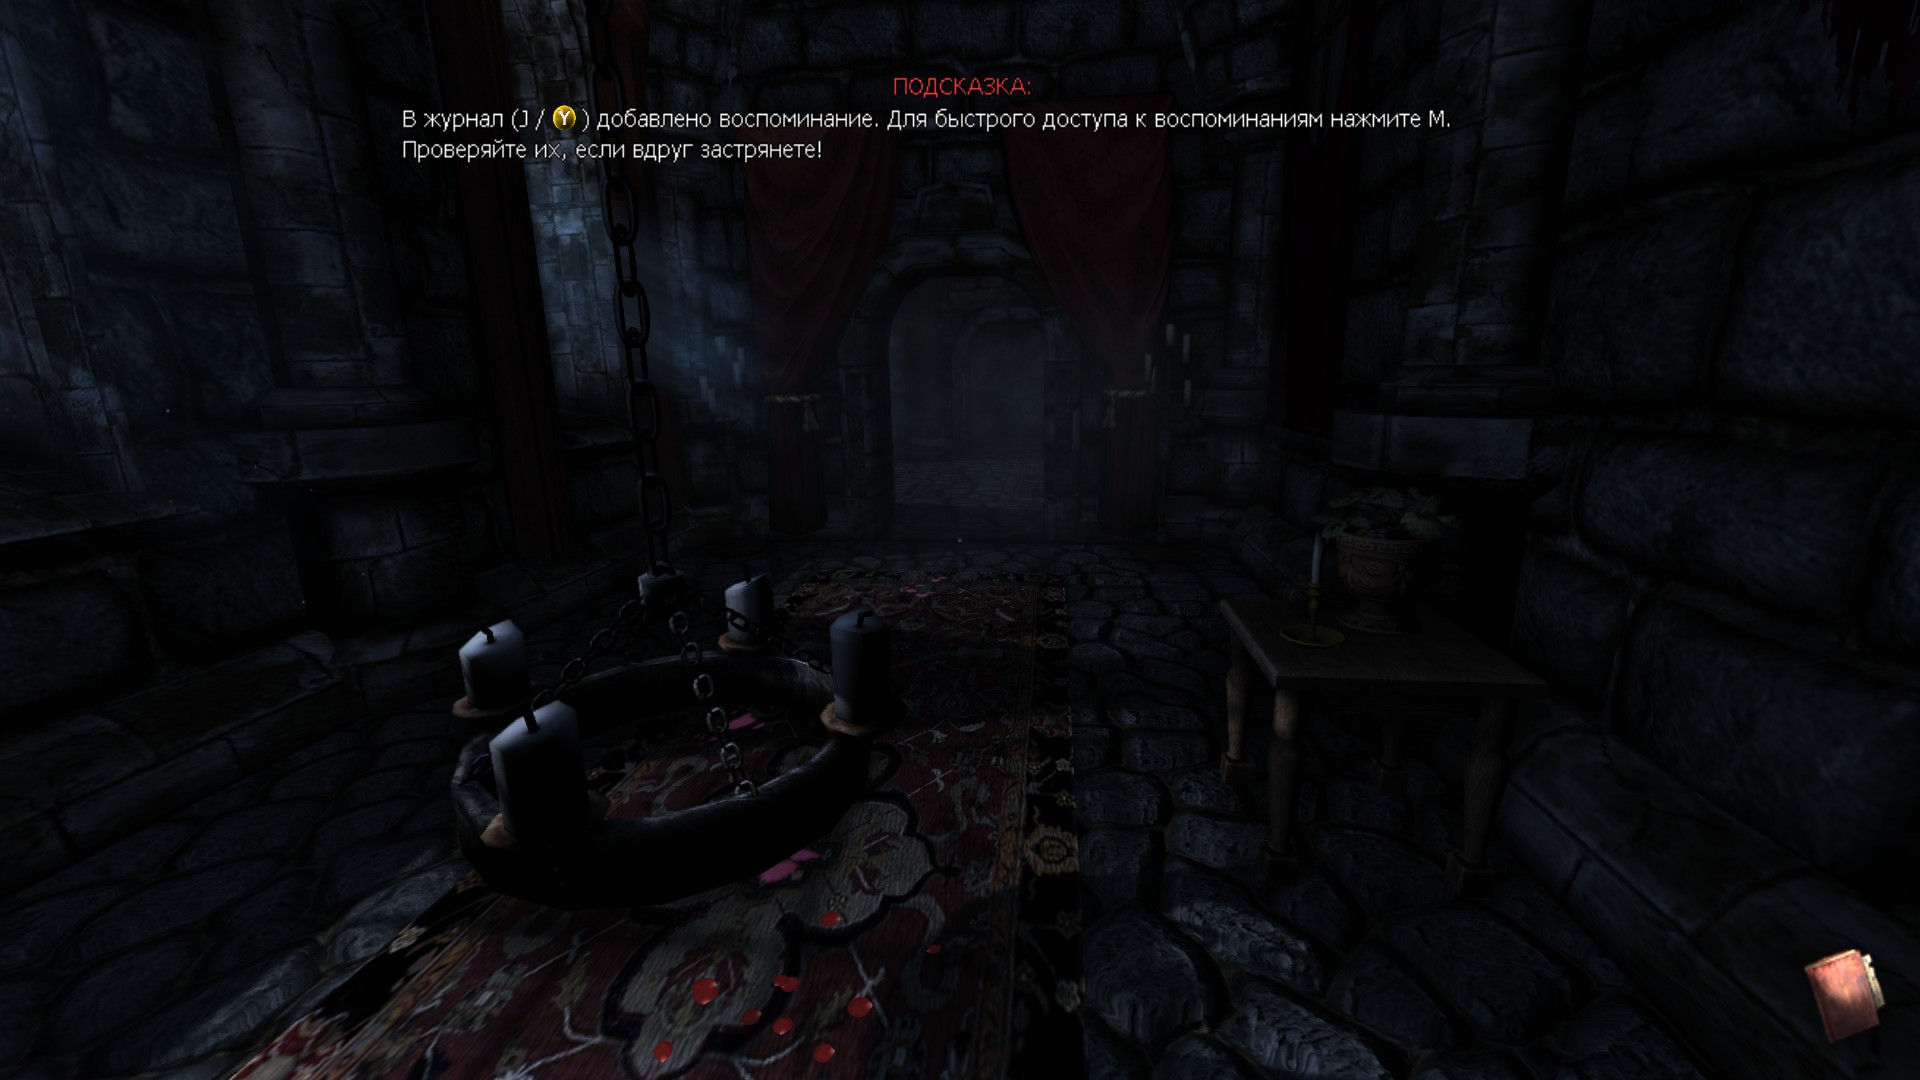 ПОДСКАЗКА:
В журнал (J / Y ) добавлено воспоминание. Для быстрого доступа к воспоминаниям нажмите M.
Проверяйте их, если вдруг застрянете!